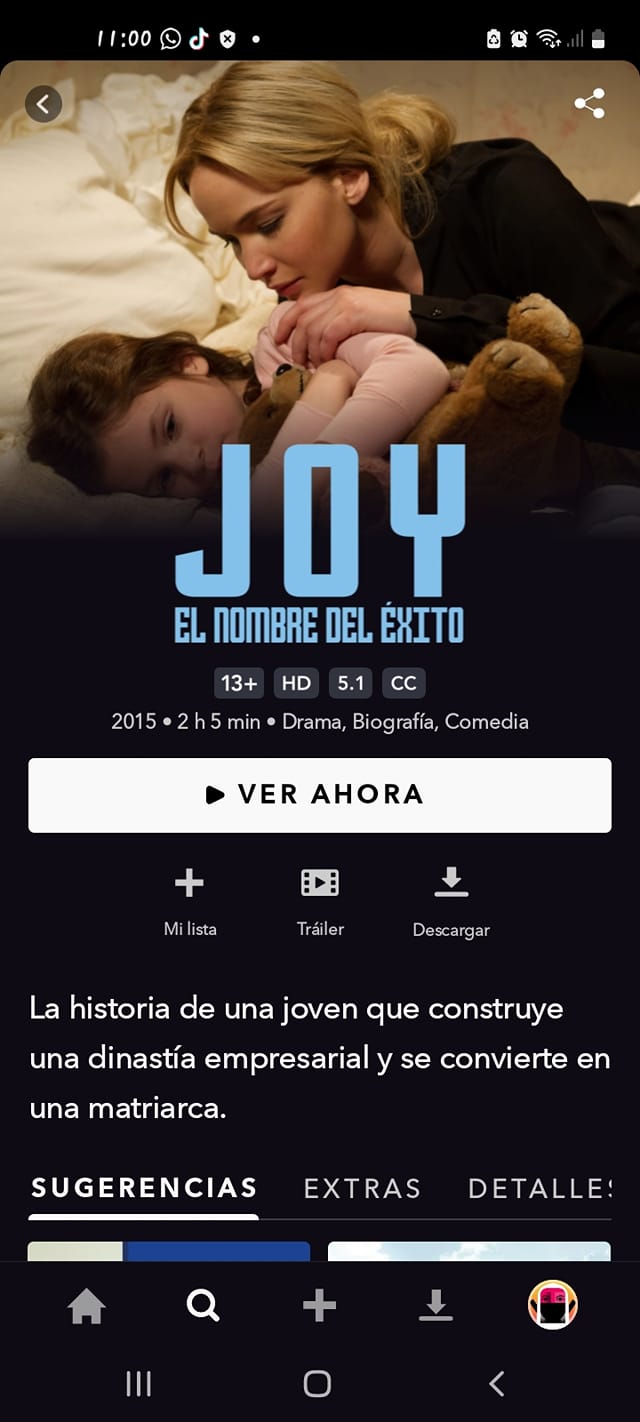 11:00
JOY
EL NOMBRE DEL ÉXITO
13+ HD 5.1 CC
2015 • 2 h 5 min • Drama, Biografía, Comedia
VER AHORA
Mi lista Tráiler Descargar
La historia de una joven que construye
una dinastía empresarial y se convierte en
una matriarca.
SUGERENCIAS EXTRAS DETALLES